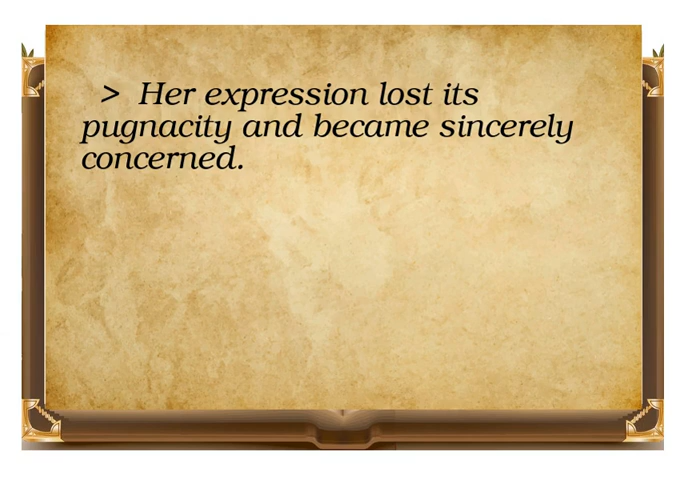 > Her expression lost its
pugnacity and became sincerely
concerned.